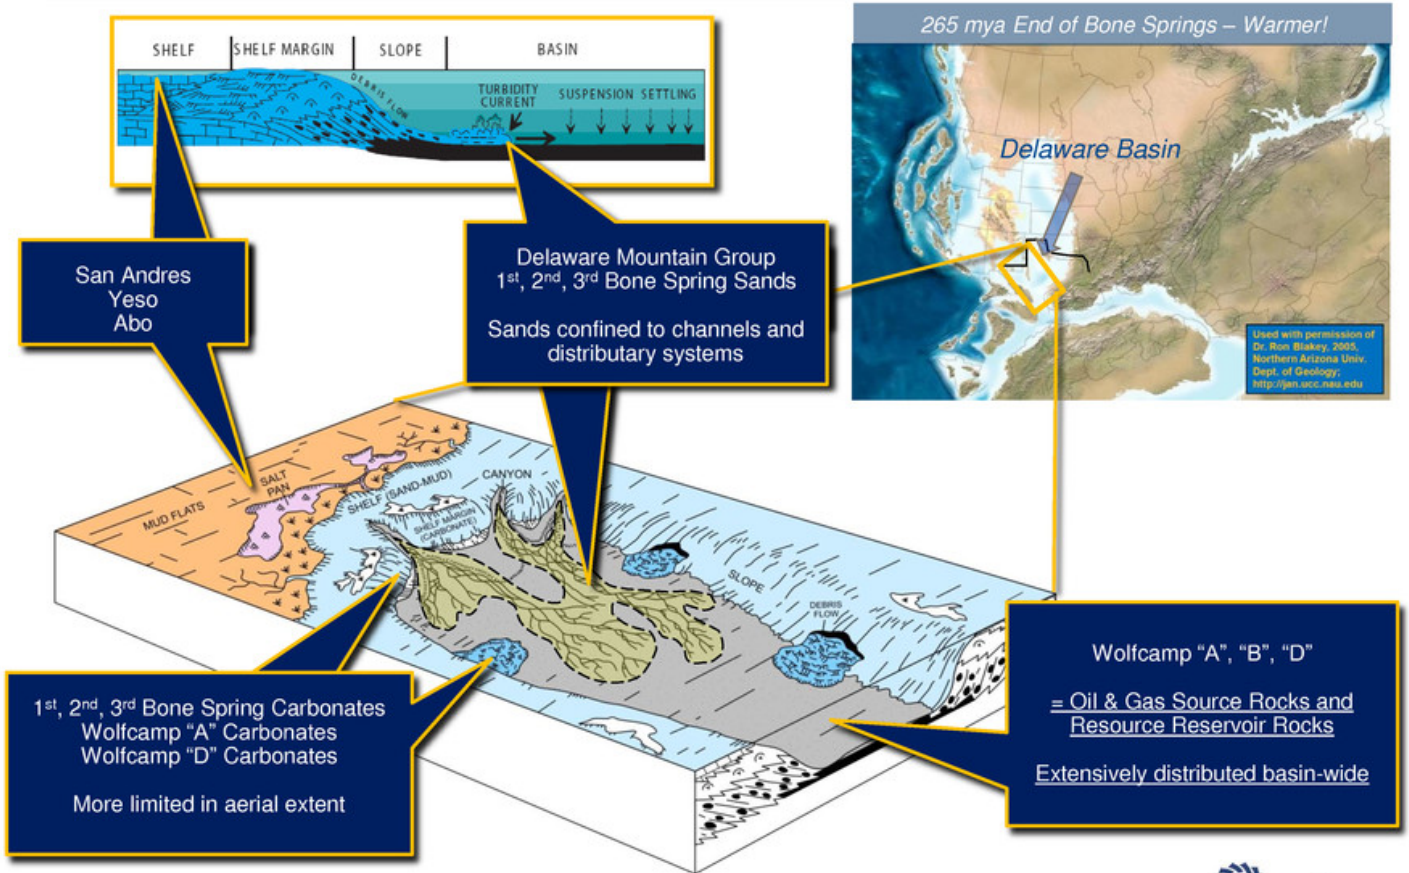 265 mya End of Bone Springs – Warmer!
SHELF
SHELF MARGIN
SLOPE
BASIN
DEBRIS FLOW
TURBIDITY
CURRENT
SUSPENSION SETTLING
Delaware Basin
San Andres
Yeso
Abo
Delaware Mountain Group
1st, 2nd, 3rd Bone Spring Sands
Sands confined to channels and
distributary systems
Used with permission of
Dr. Ron Blakey, 2005,
Northern Arizona Univ.
Dept. of Geology;
http://jan.ucc.nau.edu
MUD FLATS
SALT
PAN
SHELF (SAND-MUD)
SHELF MARGIN
(CARBONATE)
CANYON
SLOPE
DEBRIS
FLOW
1st, 2nd, 3rd Bone Spring Carbonates
Wolfcamp “A” Carbonates
Wolfcamp “D” Carbonates
More limited in aerial extent
Wolfcamp “A”, “B”, “D”
= Oil & Gas Source Rocks and
Resource Reservoir Rocks
Extensively distributed basin-wide